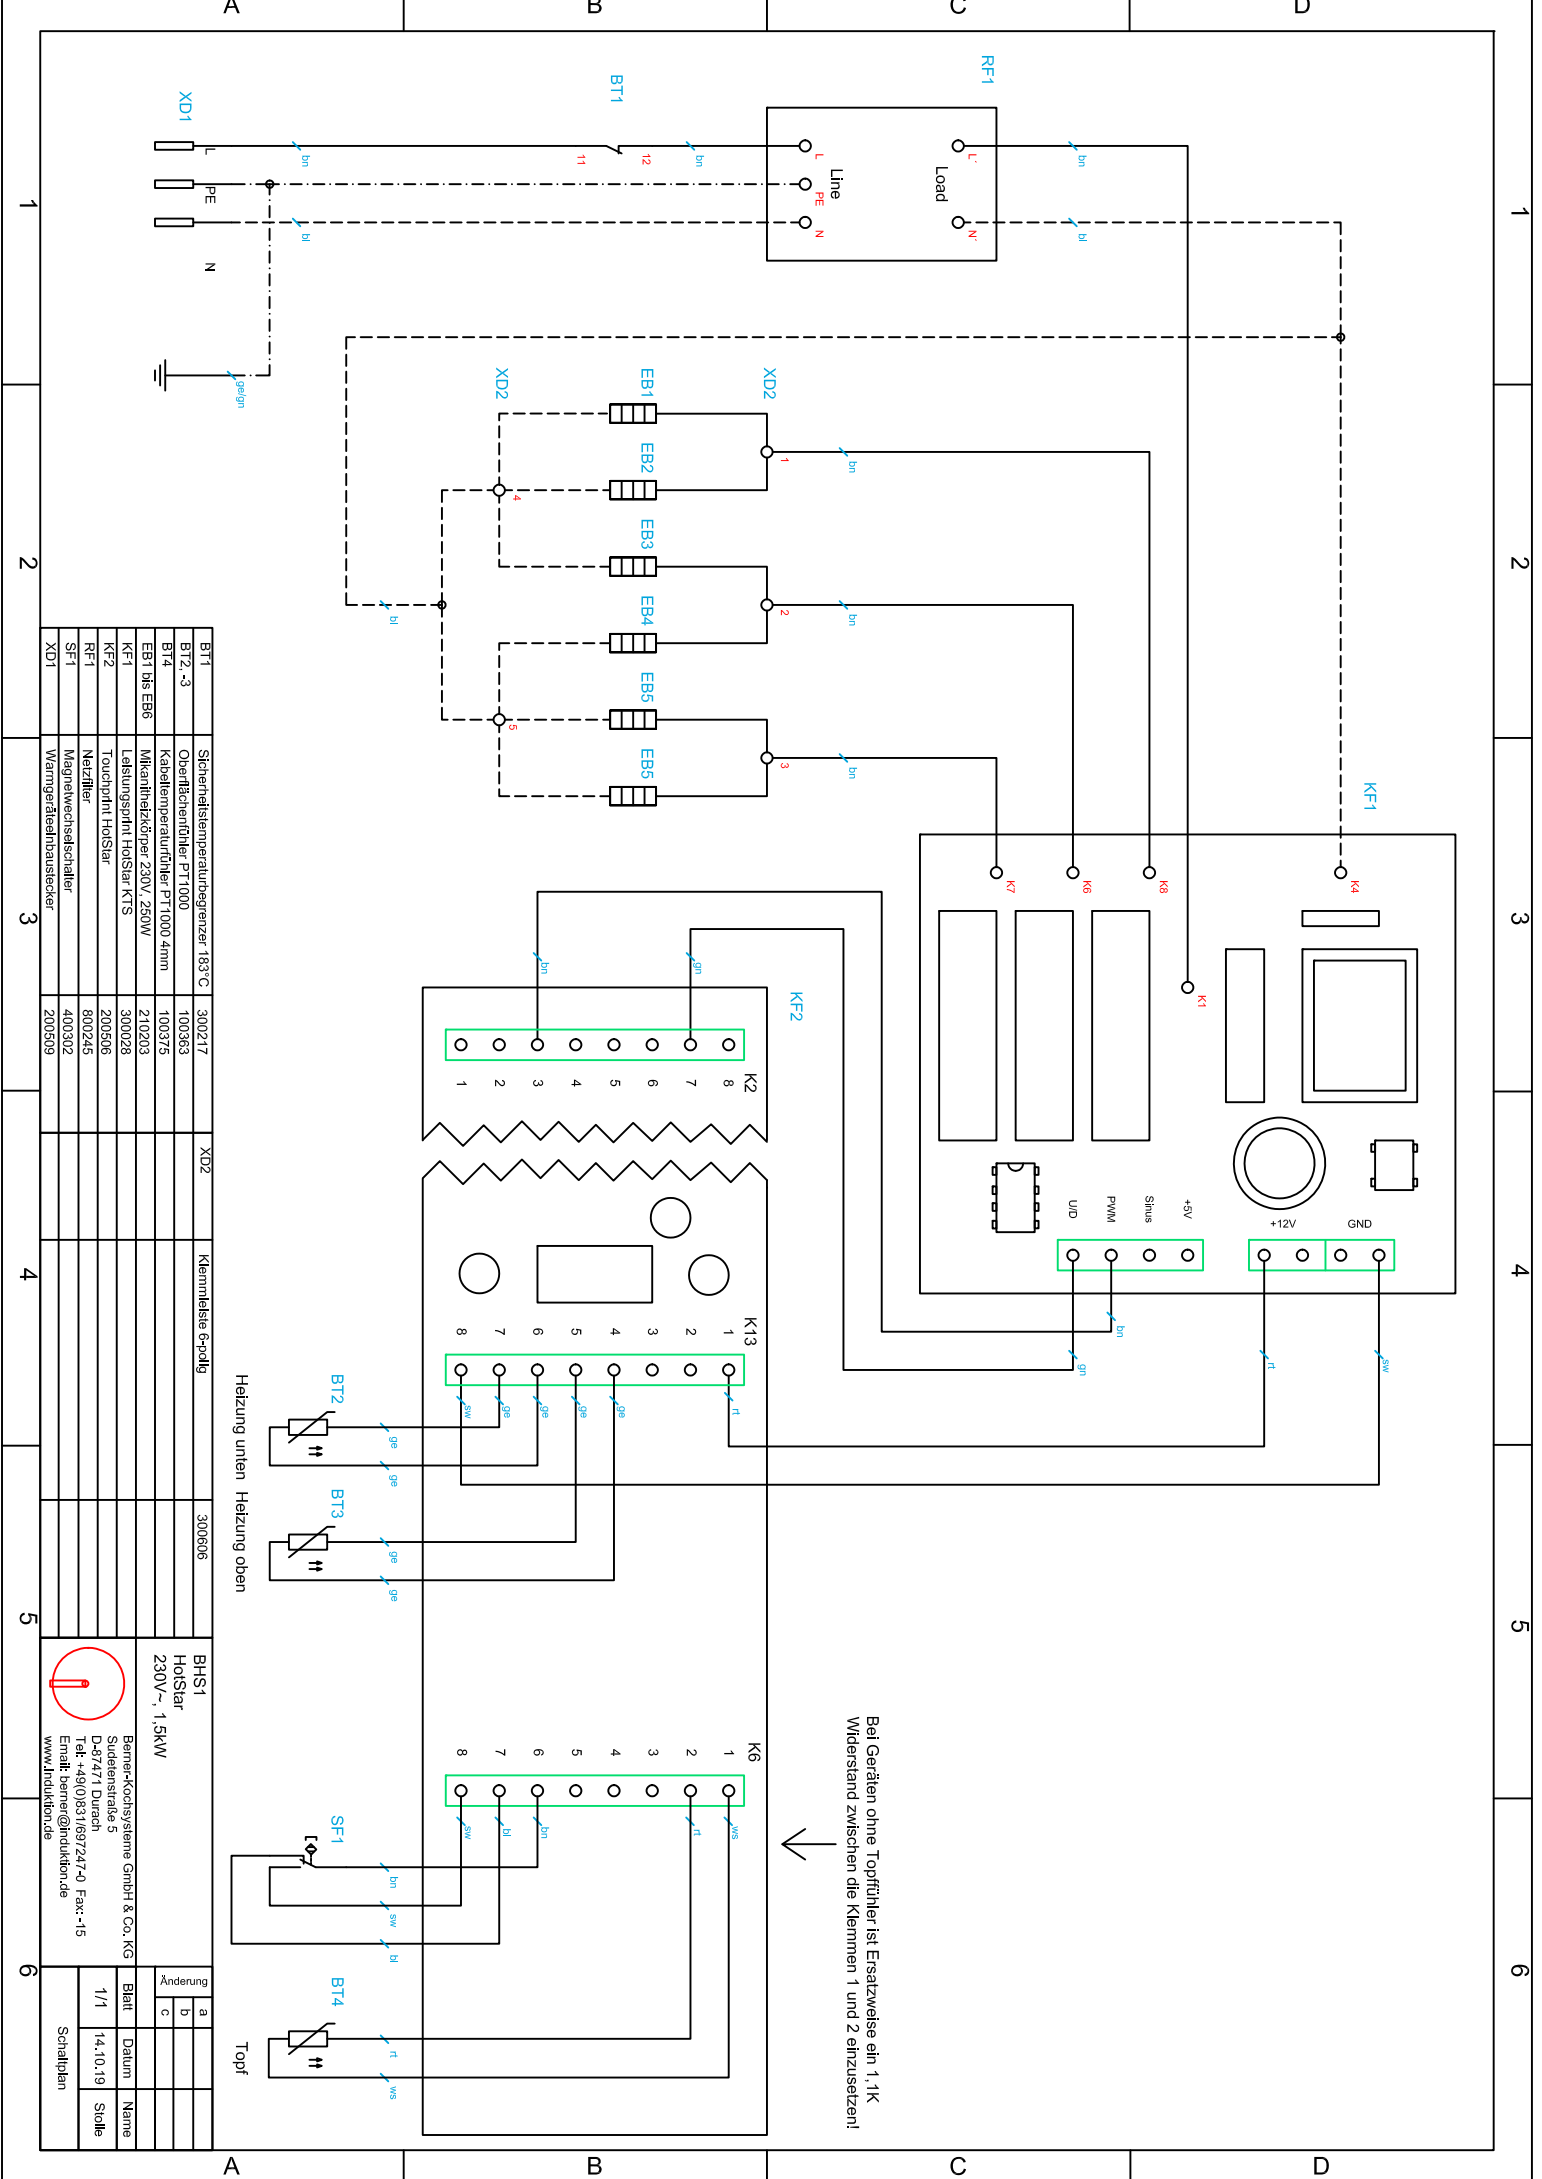 1
2
3
4
5
6
D
C
B
A
RF1
BT1
XD1
Load
Line
L´
N´
L
PE
N
bn
bl
bn
12
11
bn
bl
L
PE
N
ge/gn
XD2
1
2
3
bn
bn
bn
EB1
EB2
EB3
EB4
EB5
EB5
XD2
4
5
bl
KF1
K4
K1
K8
K6
K7
GND
+12V
+5V
Sinus
PWM
U/D
sw
rt
bn
gn
KF2
gn
bn
K2
8
7
6
5
4
3
2
1
K13
1
2
3
4
5
6
7
8
rt
ge
ge
ge
ge
sw
BT2
ge
ge
BT3
ge
ge
Heizung unten
Heizung oben
Bei Geräten ohne Topffühler ist Ersatzweise ein 1,1K
Widerstand zwischen die Klemmen 1 und 2 einzusetzen!
K6
1
2
3
4
5
6
7
8
ws
rt
bn
bl
sw
SF1
bn
sw
bl
BT4
rt
ws
Topf
BT1 Sicherheitstemperaturbegrenzer 183°C 300217 XD2 Klemmleiste 6-polig 300606
BT2,-3 Oberflächenfühler PT1000 100363
BT4 Kabeltemperaturfühler PT1000 4mm 100375
EB1 bis EB6 Mikanitheizkörper 230V, 250W 210203
KF1 Leistungsprint HotStar KTS 300028
KF2 Touchprint HotStar 200506
RF1 Netzfilter 800245
SF1 Magnetwechselschalter 400302
XD1 Warmgeräteeinbaustecker 200509
BHS1
HotStar
230V~, 1,5kW
Berner-Kochsysteme GmbH & Co. KG
Sudetenstraße 5
D-87471 Durach
Tel: +49(0)831/697247-0 Fax: -15
Email: berner@induktion.de
www.induktion.de
Änderung
a
b
c
Blatt Datum Name
1/1 14.10.19 Stolle
Schaltplan
1
2
3
4
5
6
D
C
B
A